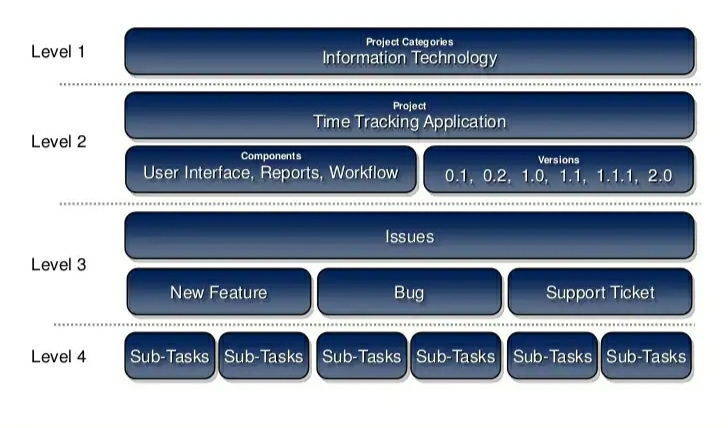 Level 1
Project Categories
Information Technology
Level 2
Project
Time Tracking Application
Components
User Interface, Reports, Workflow
Versions
0.1, 0.2, 1.0, 1.1, 1.1.1, 2.0
Level 3
Issues
New Feature
Bug
Support Ticket
Level 4
Sub-Tasks
Sub-Tasks
Sub-Tasks
Sub-Tasks
Sub-Tasks
Sub-Tasks